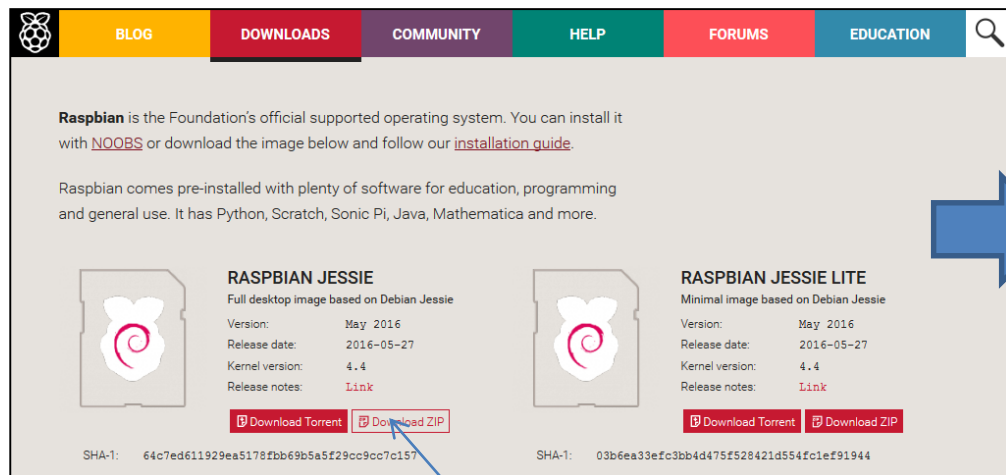 BLOG DOWNLOADS COMMUNITY HELP FORUMS EDUCATION
Raspbian is the Foundation's official supported operating system. You can install it
with NOOBS or download the image below and follow our installation guide.
Raspbian comes pre-installed with plenty of software for education, programming
and general use. It has Python, Scratch, Sonic Pi, Java, Mathematica and more.
RASPBIAN JESSIE
Full desktop image based on Debian Jessie
Version: May 2016
Release date: 2016-05-27
Kernel version: 4.4
Release notes: Link
Download Torrent Download ZIP
SHA-1: 64c7ed611929ea5178fbb69b5a5f29cc9cc7c157
RASPBIAN JESSIE LITE
Minimal image based on Debian Jessie
Version: May 2016
Release date: 2016-05-27
Kernel version: 4.4
Release notes: Link
Download Torrent Download ZIP
SHA-1: 03b6ea33efc3bb4d475f528421d554fc1ef91944